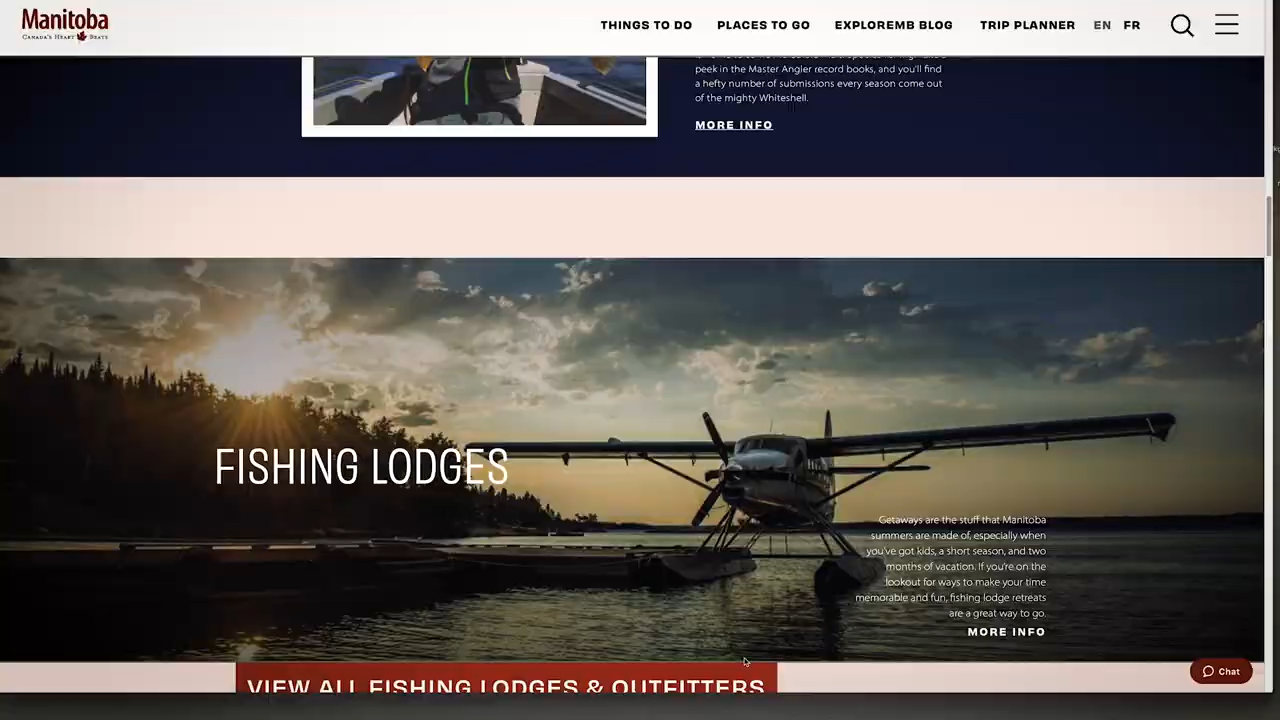 Manitoba
CANADA'S HEART BEATS
THINGS TO DO
PLACES TO GO
EXPLOREMB BLOG
TRIP PLANNER
EN
FR
peek in the Master Angler record books, and you'll find
a hefty number of submissions every season come out
of the mighty Whiteshell.
MORE INFO
FISHING LODGES
Getaways are the stuff that Manitoba
summers are made of, especially when
you've got kids, a short season, and two
months of vacation. If you're on the
lookout for ways to make your time
memorable and fun, fishing lodge retreats
are a great way to go.
MORE INFO
VIEW ALL FISHING LODGES & OUTFITTERS
Chat